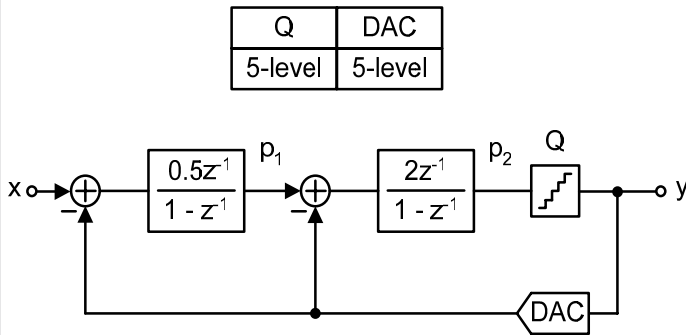 Q DAC
5-level 5-level
x
−
0.5z⁻¹
1 - z⁻¹
p₁
−
2z⁻¹
1 - z⁻¹
p₂
Q
y
DAC